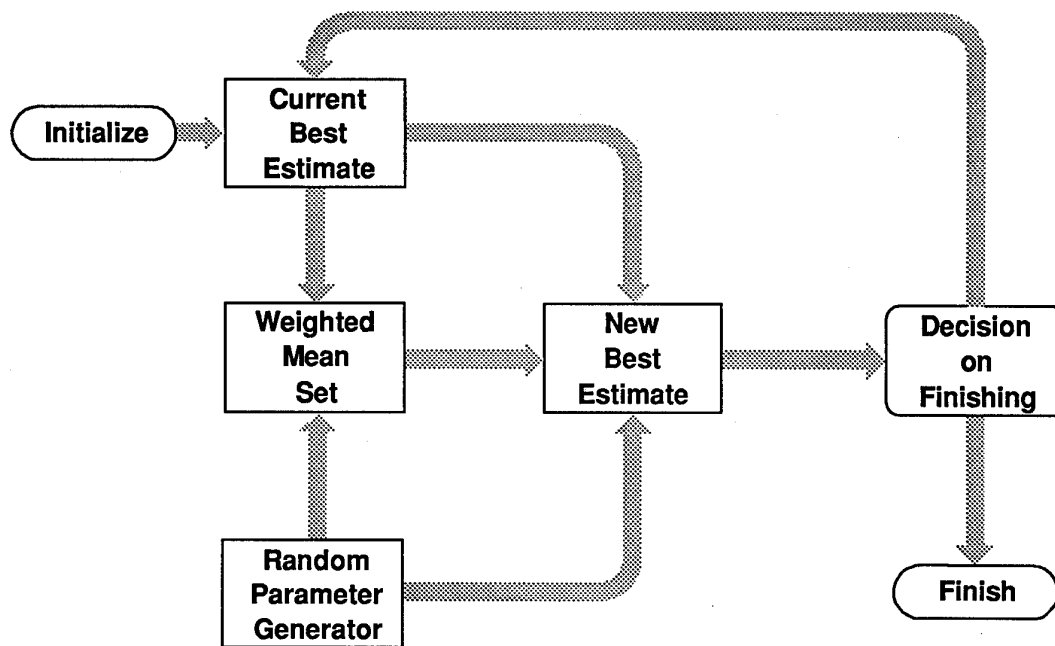 Current
Best
Estimate
Initialize
Weighted
Mean
Set
New
Best
Estimate
Decision
on
Finishing
Random
Parameter
Generator
Finish